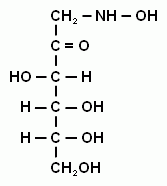 CH₂ – NH – OH
C = O
HO – C – H
H – C – OH
H – C – OH
CH₂OH